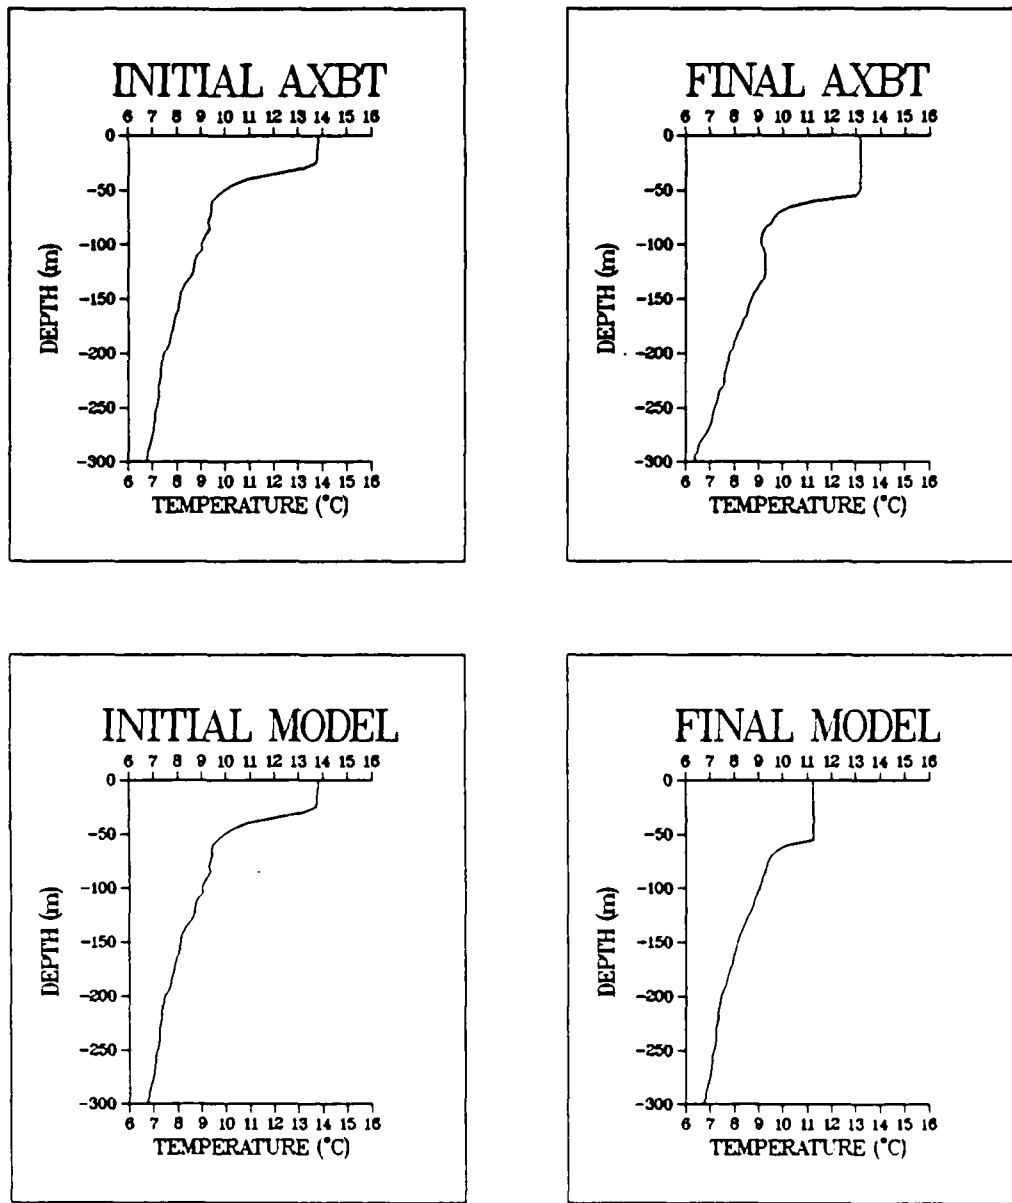 INITIAL AXBT
6 7 8 9 10 11 12 13 14 15 16
0
-50
-100
-150
-200
-250
-300
DEPTH (m)
6 7 8 9 10 11 12 13 14 15 16
TEMPERATURE (°C)
FINAL AXBT
6 7 8 9 10 11 12 13 14 15 16
0
-50
-100
-150
-200
-250
-300
DEPTH (m)
6 7 8 9 10 11 12 13 14 15 16
TEMPERATURE (°C)
INITIAL MODEL
6 7 8 9 10 11 12 13 14 15 16
0
-50
-100
-150
-200
-250
-300
DEPTH (m)
6 7 8 9 10 11 12 13 14 15 16
TEMPERATURE (°C)
FINAL MODEL
6 7 8 9 10 11 12 13 14 15 16
0
-50
-100
-150
-200
-250
-300
DEPTH (m)
6 7 8 9 10 11 12 13 14 15 16
TEMPERATURE (°C)